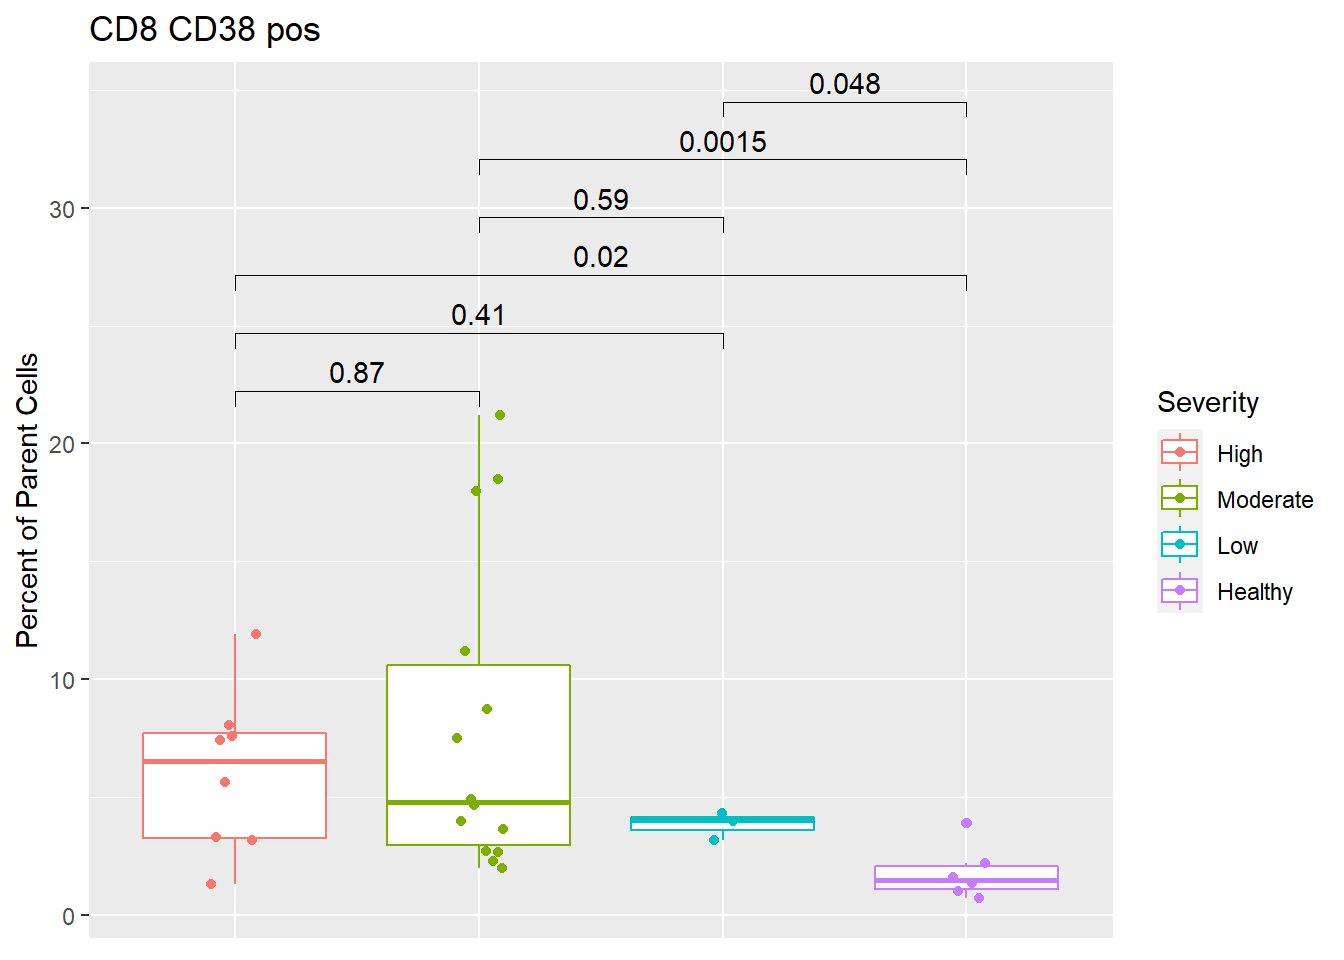 CD8 CD38 pos
0.048
0.0015
0.59
0.02
0.41
0.87
30
20
10
0
Percent of Parent Cells
Severity
High
Moderate
Low
Healthy